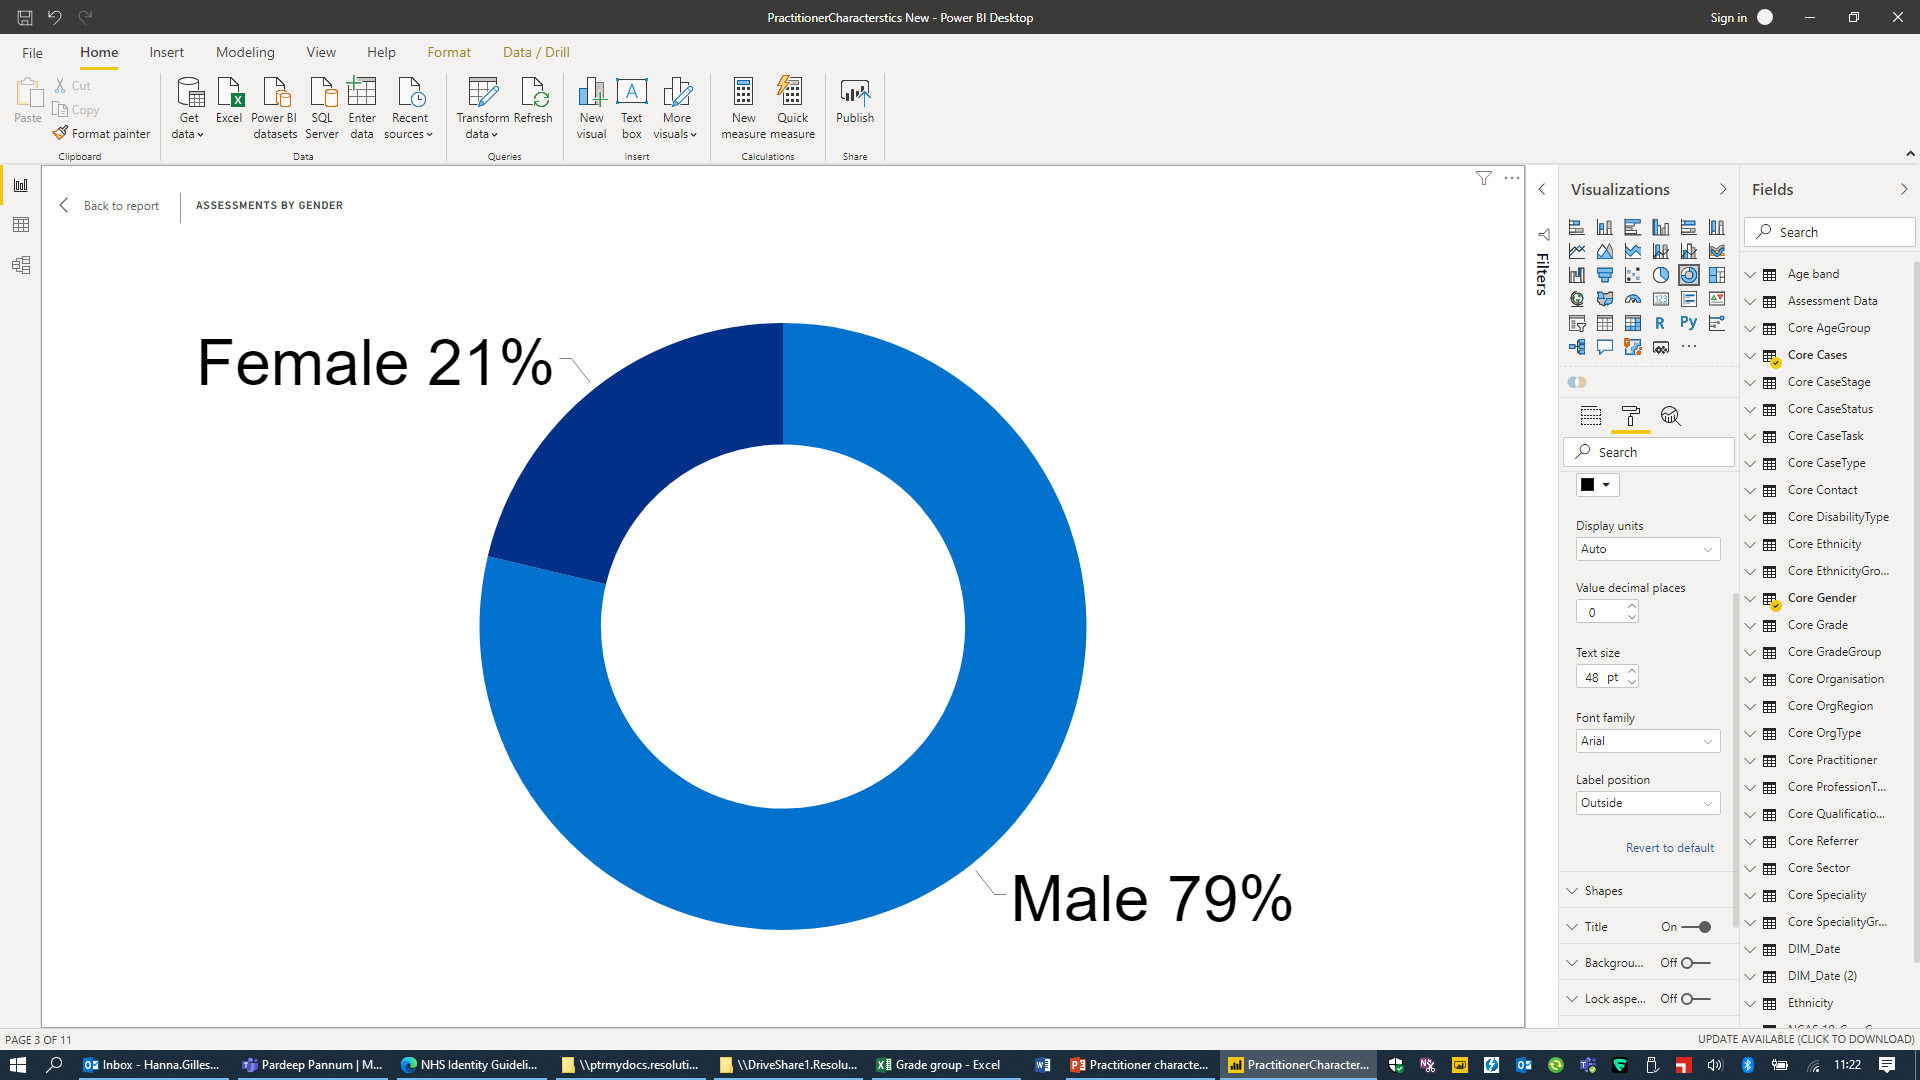 PractitionerCharacterstics New - Power BI Desktop
Sign in
File Home Insert Modeling View Help Format Data / Drill
Paste
Cut
Copy
Format painter
Clipboard
Get data
Excel
Power BI datasets
SQL Server
Enter data
Recent sources
Data
Transform data
Refresh
Queries
New visual
Text box
More visuals
Insert
New measure
Quick measure
Calculations
Publish
Share
Back to report
ASSESSMENTS BY GENDER
Female 21%
Male 79%
Filters
Visualizations
R Py
Search
Display units
Auto
Value decimal places
0
Text size
48 pt
Font family
Arial
Label position
Outside
Revert to default
Shapes
Title On
Backgrou... Off
Lock aspe... Off
Fields
Search
Age band
Assessment Data
Core AgeGroup
Core Cases
Core CaseStage
Core CaseStatus
Core CaseTask
Core CaseType
Core Contact
Core DisabilityType
Core Ethnicity
Core EthnicityGro...
Core Gender
Core Grade
Core GradeGroup
Core Organisation
Core OrgRegion
Core OrgType
Core Practitioner
Core ProfessionT...
Core Qualificatio...
Core Referrer
Core Sector
Core Speciality
Core SpecialityGr...
DIM_Date
DIM_Date (2)
Ethnicity
PAGE 3 OF 11
UPDATE AVAILABLE (CLICK TO DOWNLOAD)
Inbox - Hanna.Gilles...
Pardeep Pannum | M...
NHS Identity Guideli...
\\ptrmydocs.resoluti...
\\DriveShare1.Resolu...
Grade group - Excel
Practitioner characte...
PractitionerCharacter...
11:22